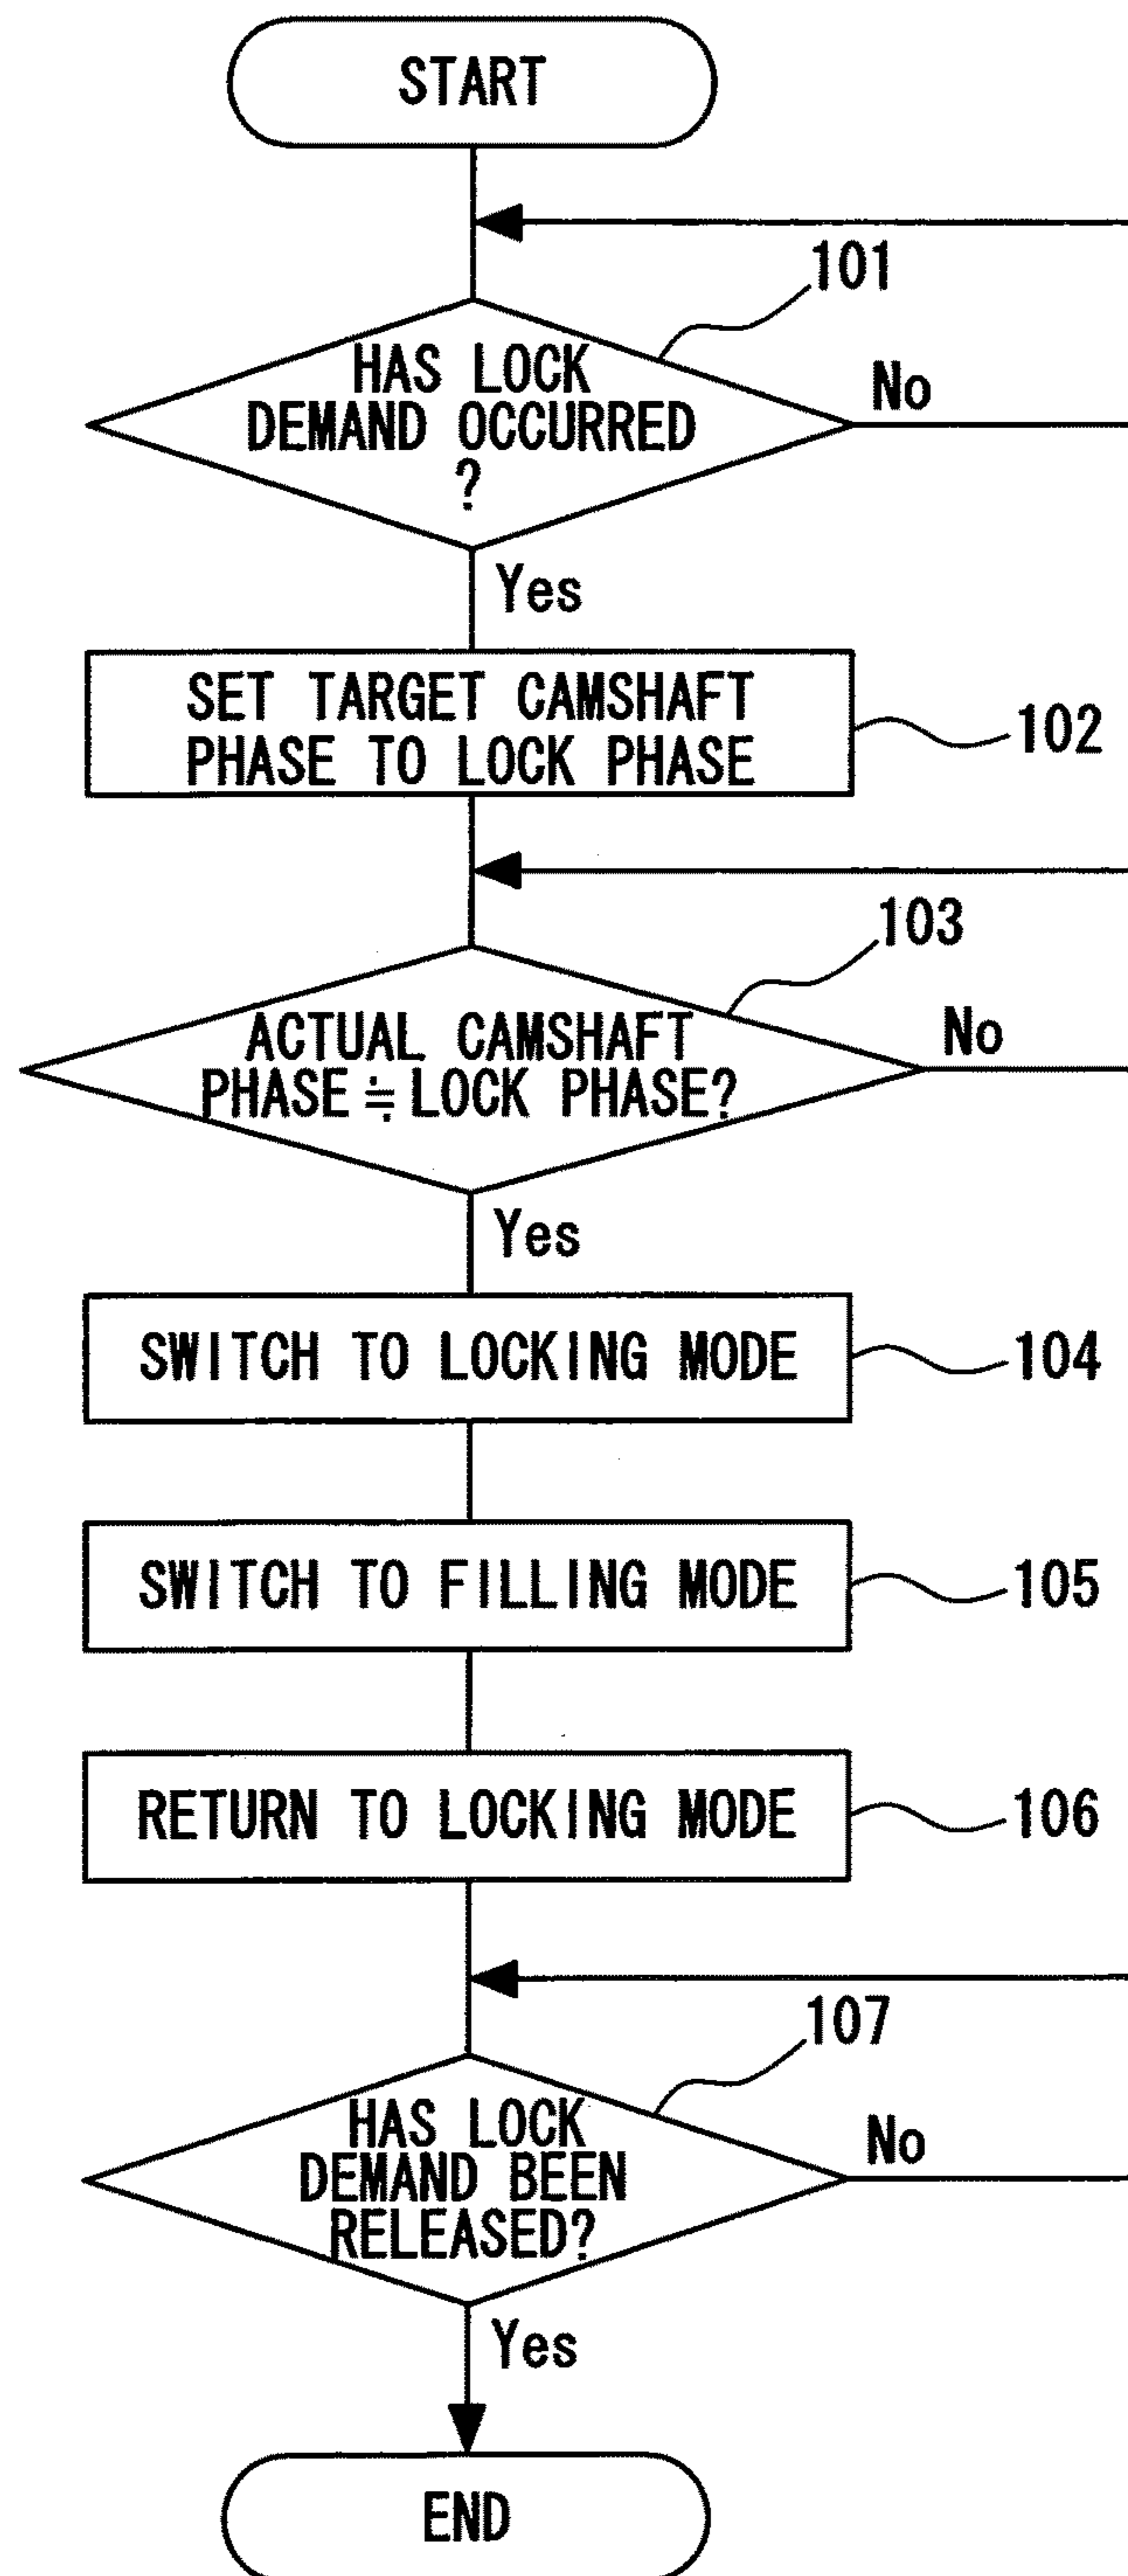 START
101
HAS LOCK
DEMAND OCCURRED
?
No
Yes
SET TARGET CAMSHAFT
PHASE TO LOCK PHASE
102
103
ACTUAL CAMSHAFT
PHASE ≒ LOCK PHASE?
No
Yes
SWITCH TO LOCKING MODE
104
SWITCH TO FILLING MODE
105
RETURN TO LOCKING MODE
106
107
HAS LOCK
DEMAND BEEN
RELEASED?
No
Yes
END